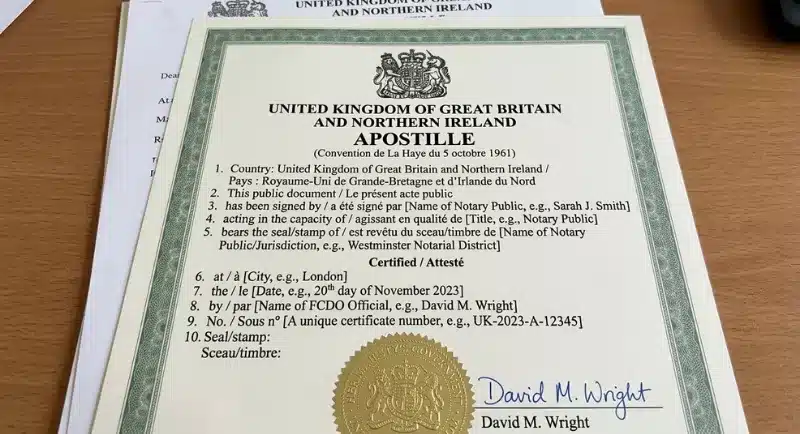 UNITED KINGDOM OF GREAT
AND NORTHERN IRELAND
Dear
UNITED KINGDOM OF GREAT BRITAIN
AND NORTHERN IRELAND
APOSTILLE
(Convention de La Haye du 5 octobre 1961)
1. Country: United Kingdom of Great Britain and Northern Ireland /
Pays : Royaume-Uni de Grande-Bretagne et d'Irlande du Nord
2. This public document / Le présent acte public
3. has been signed by / a été signé par [Name of Notary Public, e.g., Sarah J. Smith]
4. acting in the capacity of / agissant en qualité de [Title, e.g., Notary Public]
5. bears the seal/stamp of / est revêtu du sceau/timbre de [Name of Notary
Public/Jurisdiction, e.g., Westminster Notarial District]
Certified / Attesté
6. at / à [City, e.g., London]
7. the / le [Date, e.g., 20th day of November 2023]
8. by / par [Name of FCDO Official, e.g., David M. Wright]
9. No. / Sous nº [A unique certificate number, e.g., UK-2023-A-12345]
10. Seal/stamp:
Sceau/timbre:
David M. Wright
David M. Wright